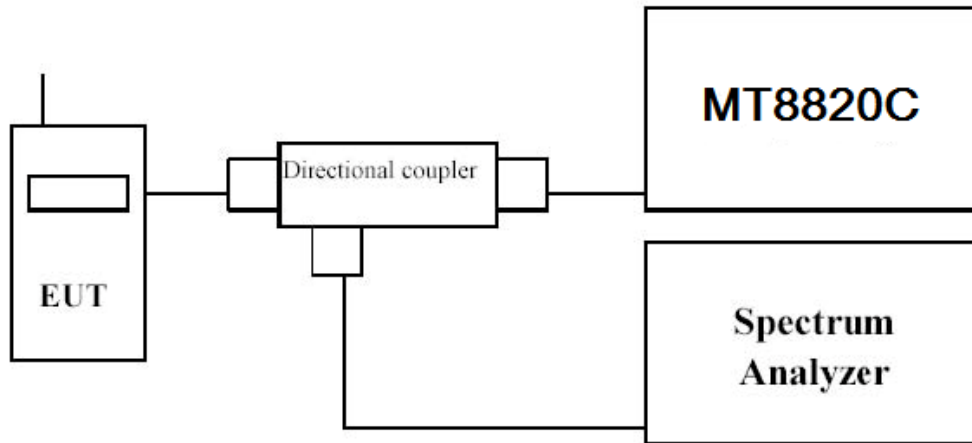 MT8820C
Directional coupler
EUT
Spectrum
Analyzer